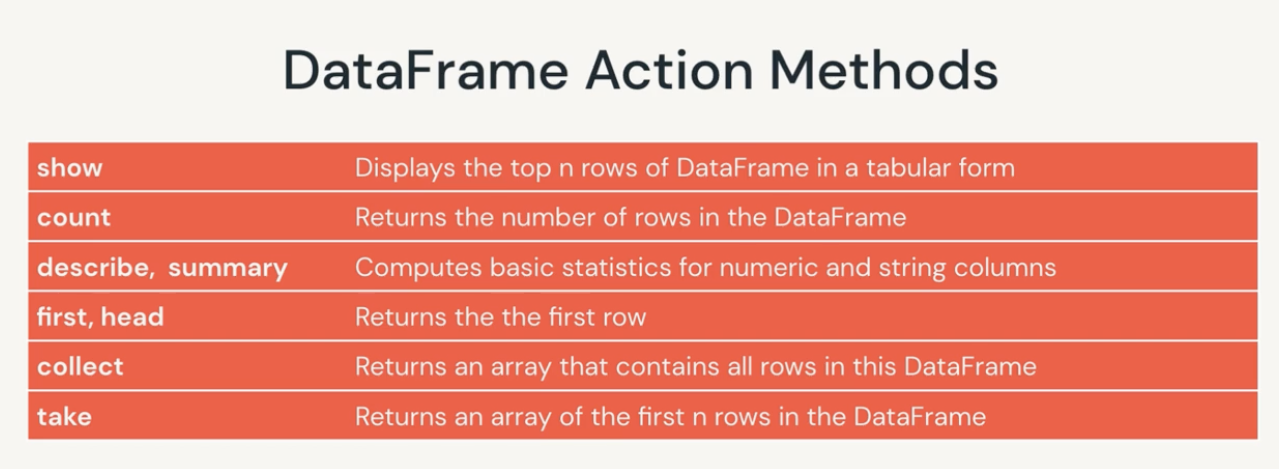 DataFrame Action Methods
show Displays the top n rows of DataFrame in a tabular form
count Returns the number of rows in the DataFrame
describe, summary Computes basic statistics for numeric and string columns
first, head Returns the the first row
collect Returns an array that contains all rows in this DataFrame
take Returns an array of the first n rows in the DataFrame